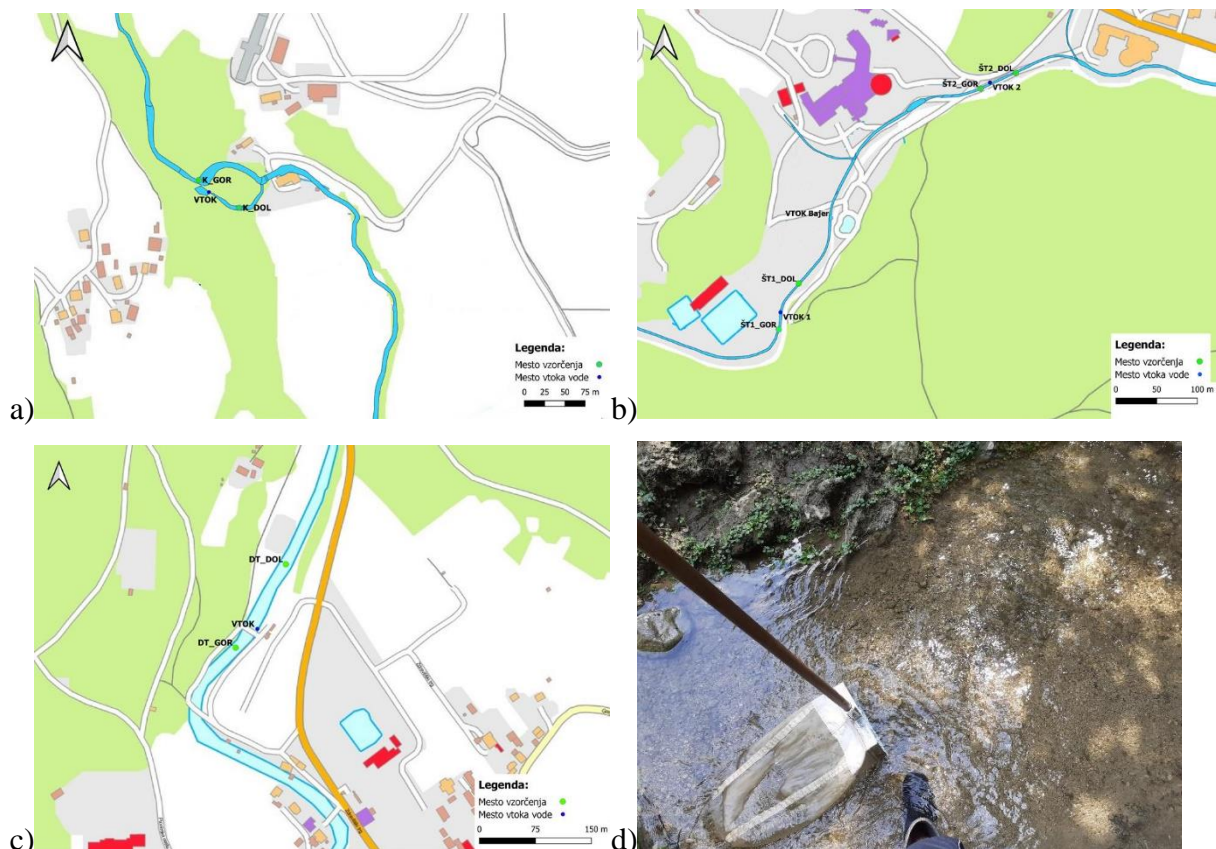 K_GOR
VTOK
K_DOL
Legenda:
Mesto vzorčenja
Mesto vtoka vode
0 25 50 75 m
a)
ŠT2_DOL
ŠT2_GOR
VTOK 2
VTOK Bajer
ŠT1_DOL
VTOK 1
ŠT1_GOR
Legenda:
Mesto vzorčenja
Mesto vtoka vode
0 50 100 m
b)
DT_DOL
VTOK
DT_GOR
Legenda:
Mesto vzorčenja
Mesto vtoka vode
0 75 150 m
c)
d)